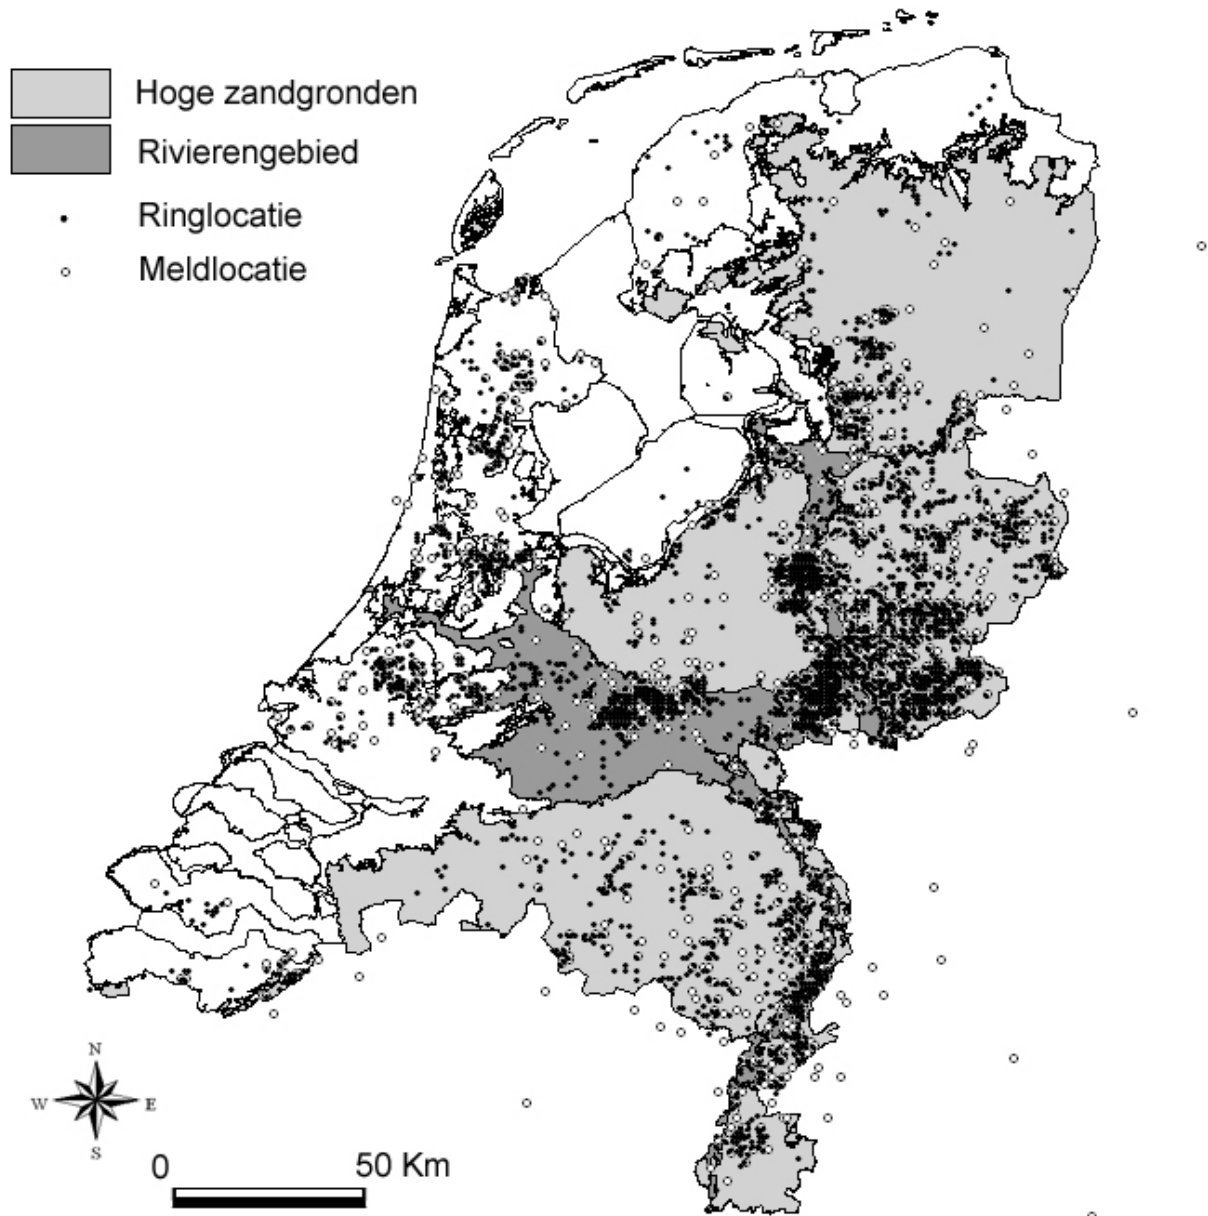 Hoge zandgronden
Rivierengebied
Ringlocatie
Meldlocatie
N
W E
S
0 50 Km